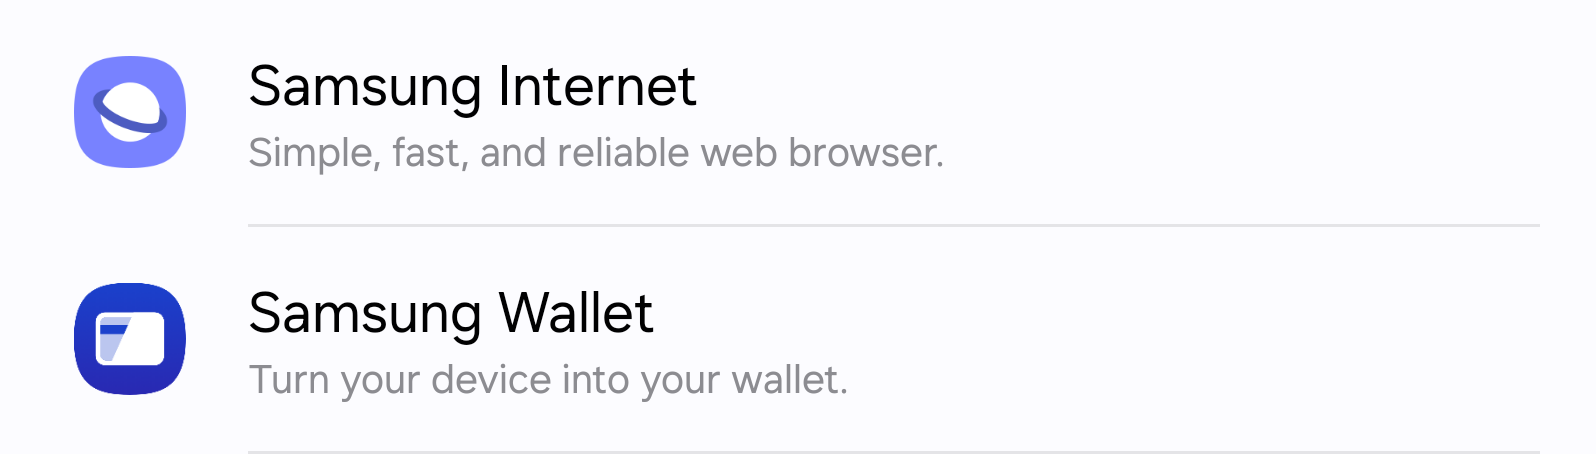 Samsung Internet
Simple, fast, and reliable web browser.
Samsung Wallet
Turn your device into your wallet.